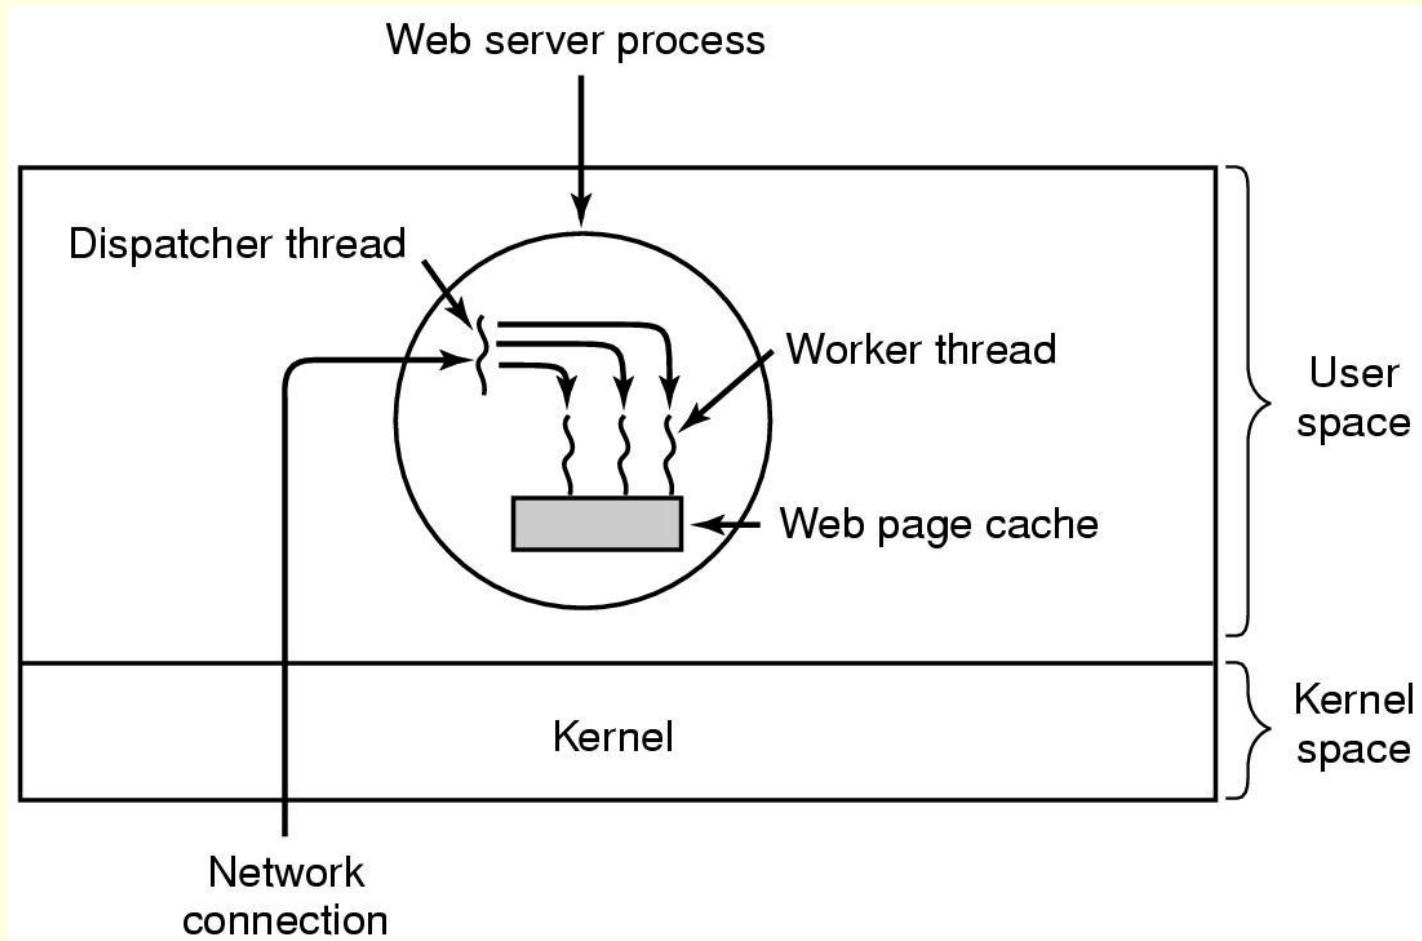 Web server process
Dispatcher thread
Worker thread
User
space
Web page cache
Kernel
Kernel
space
Network
connection